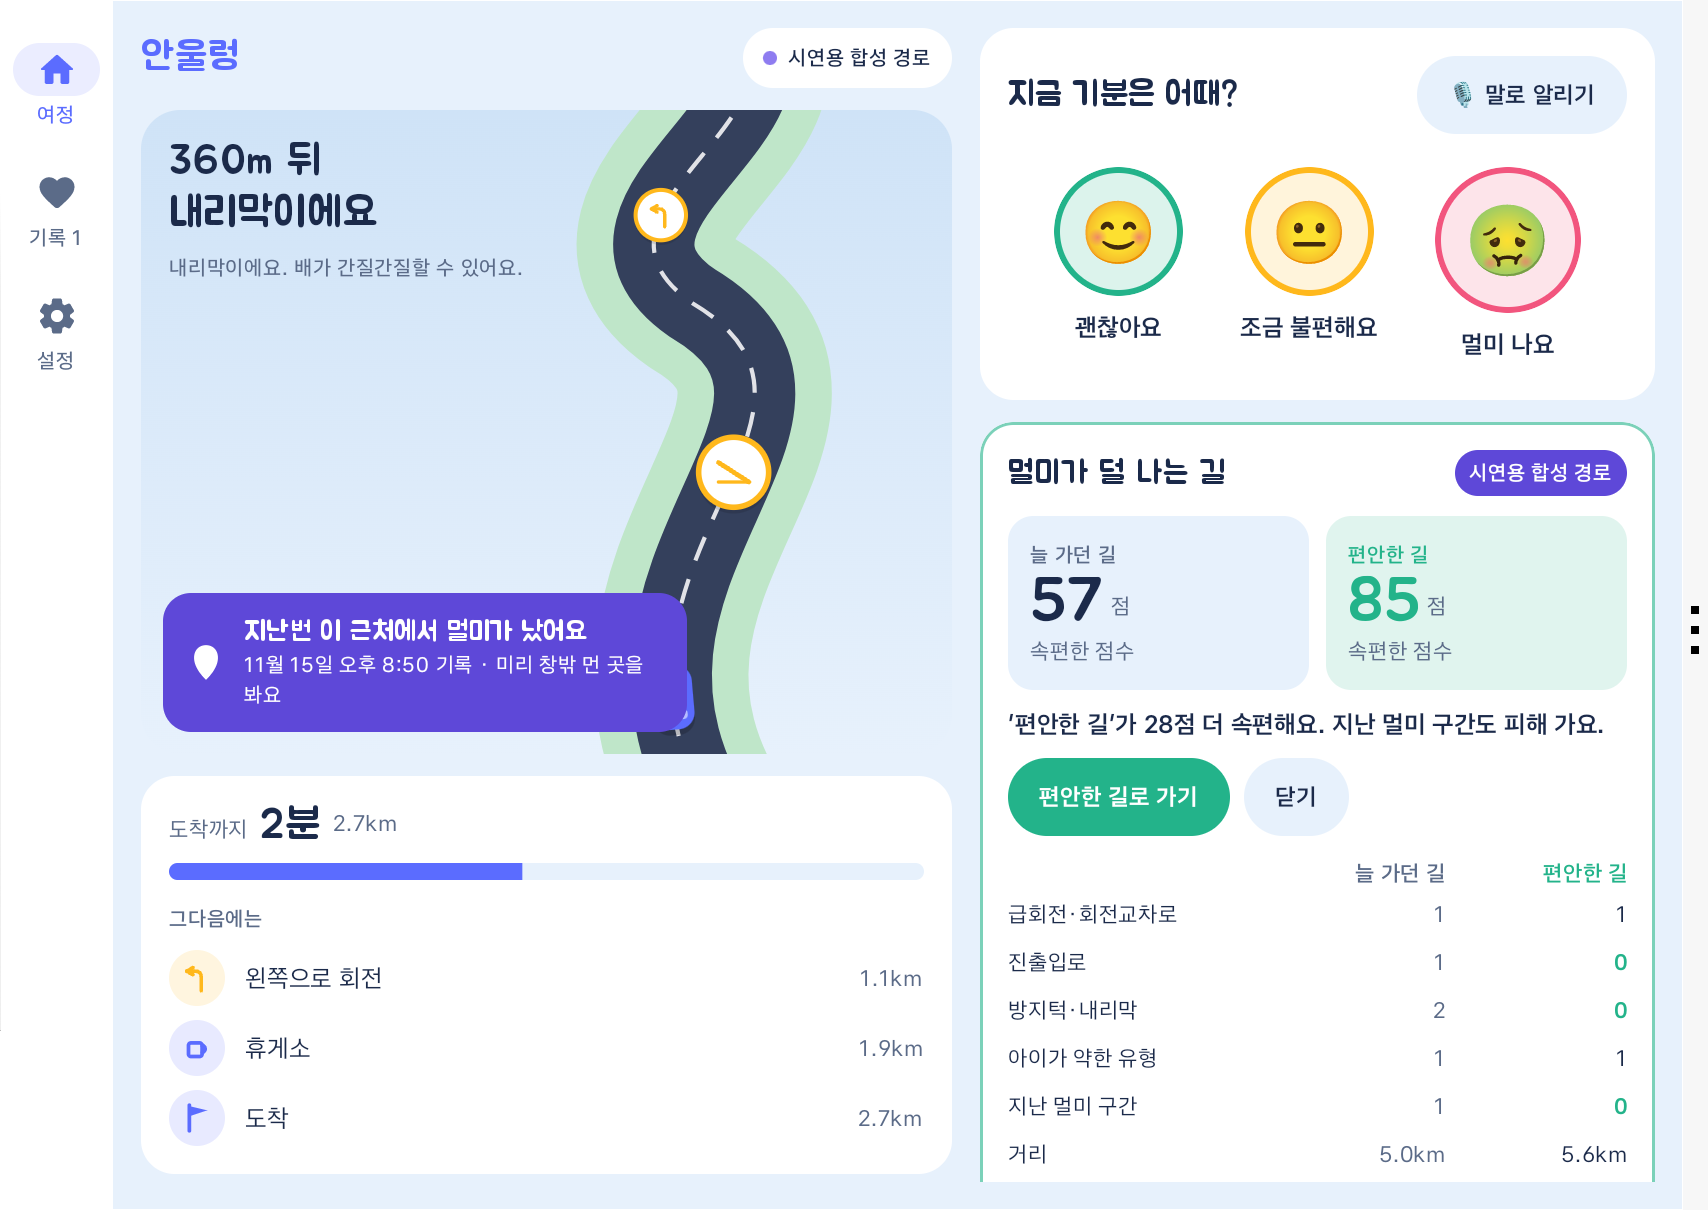 안울렁
시연용 합성 경로
여정
기록 1
설정
360m 뒤
내리막이에요
내리막이에요. 배가 간질간질할 수 있어요.
지난번 이 근처에서 멀미가 났어요
11월 15일 오후 8:50 기록 · 미리 창밖 먼 곳을
봐요
도착까지 2분 2.7km
그다음에는
왼쪽으로 회전 1.1km
휴게소 1.9km
도착 2.7km
지금 기분은 어때?
말로 알리기
괜찮아요
조금 불편해요
멀미 나요
멀미가 덜 나는 길
시연용 합성 경로
늘 가던 길
57 점
속편한 점수
편안한 길
85 점
속편한 점수
'편안한 길'가 28점 더 속편해요. 지난 멀미 구간도 피해 가요.
편안한 길로 가기
닫기
늘 가던 길 편안한 길
급회전·회전교차로 1 1
진출입로 1 0
방지턱·내리막 2 0
아이가 약한 유형 1 1
지난 멀미 구간 1 0
거리 5.0km 5.6km